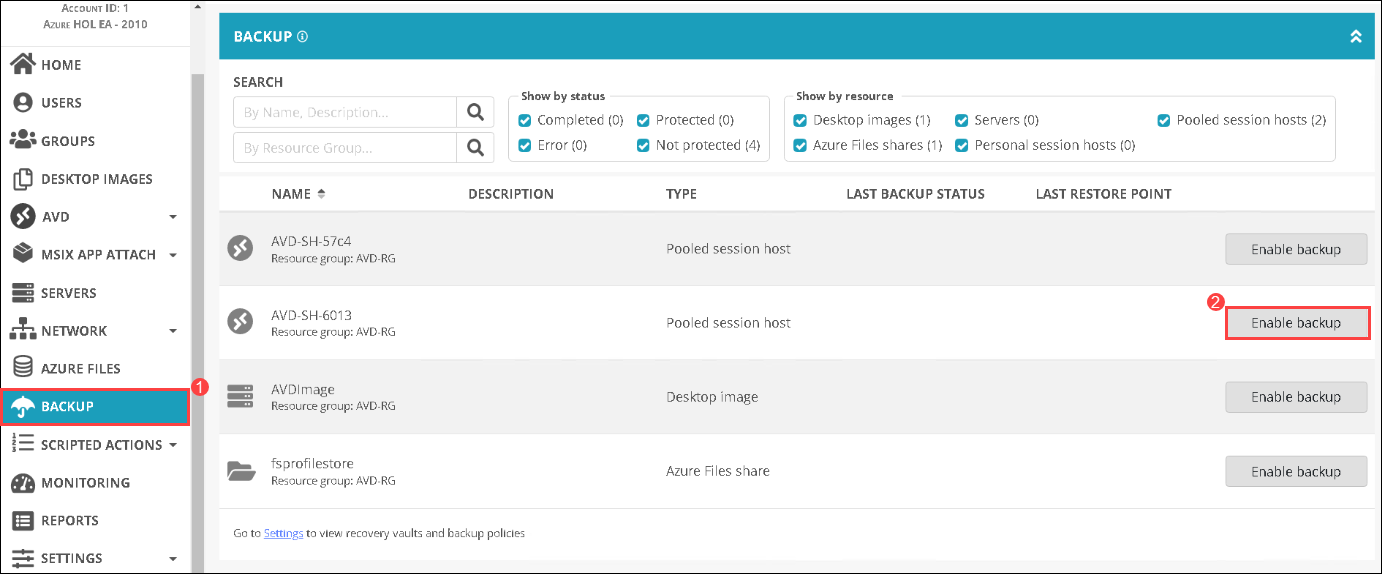 ACCOUNT ID: 1
AZURE HOL EA - 2010
HOME
USERS
GROUPS
DESKTOP IMAGES
AVD
MSIX APP ATTACH
SERVERS
NETWORK
AZURE FILES
BACKUP
1
SCRIPTED ACTIONS
MONITORING
REPORTS
SETTINGS
BACKUP
SEARCH
By Name, Description...
By Resource Group...
Show by status
Completed (0) Protected (0)
Error (0) Not protected (4)
Show by resource
Desktop images (1) Servers (0) Pooled session hosts (2)
Azure Files shares (1) Personal session hosts (0)
NAME DESCRIPTION TYPE LAST BACKUP STATUS LAST RESTORE POINT
AVD-SH-57c4
Resource group: AVD-RG
Pooled session host
Enable backup
AVD-SH-6013
Resource group: AVD-RG
Pooled session host
2
Enable backup
AVDImage
Resource group: AVD-RG
Desktop image
Enable backup
fsprofilestore
Resource group: AVD-RG
Azure Files share
Enable backup
Go to Settings to view recovery vaults and backup policies